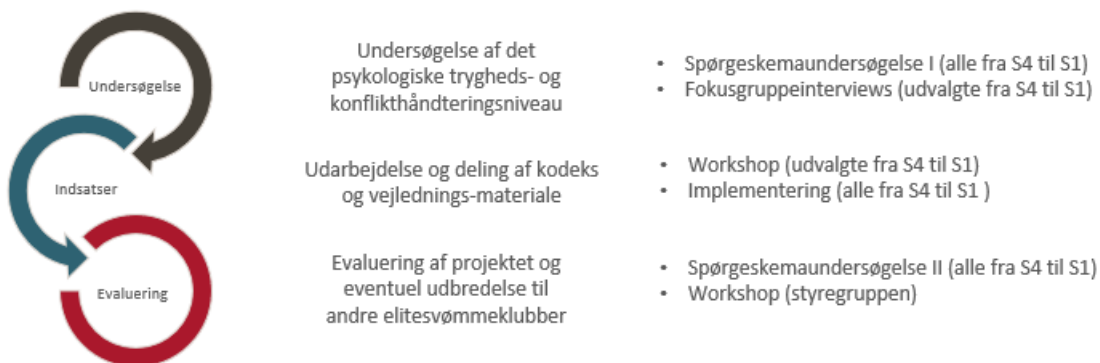 Undersøgelse
Undersøgelse af det
psykologiske trygheds- og
konflikthåndteringsniveau
• Spørgeskemaundersøgelse I (alle fra S4 til S1)
• Fokusgruppeinterviews (udvalgte fra S4 til S1)
Indsatser
Udarbejdelse og deling af kodeks
og vejlednings-materiale
• Workshop (udvalgte fra S4 til S1)
• Implementering (alle fra S4 til S1 )
Evaluering
Evaluering af projektet og
eventuel udbredelse til
andre elitesvømmeklubber
• Spørgeskemaundersøgelse II (alle fra S4 til S1)
• Workshop (styregruppen)